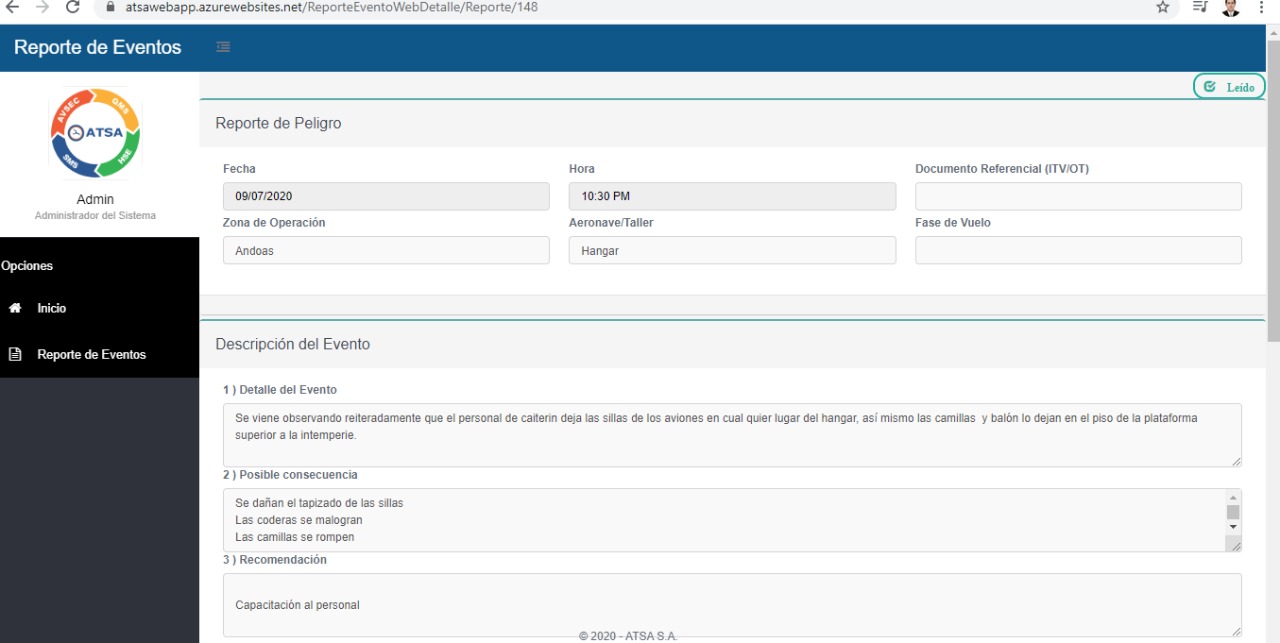 atsawebapp.azurewebsites.net/ReporteEventoWebDetalle/Reporte/148
Reporte de Eventos
Leído
AVSEC
QMS
ATSA
SMS
HSE
Admin
Administrador del Sistema
Opciones
Inicio
Reporte de Eventos
Reporte de Peligro
Fecha
Hora
Documento Referencial (ITV/OT)
09/07/2020
10:30 PM
Zona de Operación
Aeronave/Taller
Fase de Vuelo
Andoas
Hangar
Descripción del Evento
1 ) Detalle del Evento
Se viene observando reiteradamente que el personal de caiterin deja las sillas de los aviones en cual quier lugar del hangar, así mismo las camillas  y balón lo dejan en el piso de la plataforma
superior a la intemperie.
2 ) Posible consecuencia
Se dañan el tapizado de las sillas
Las coderas se malogran
Las camillas se rompen
3 ) Recomendación
Capacitación al personal
© 2020 - ATSA S.A.